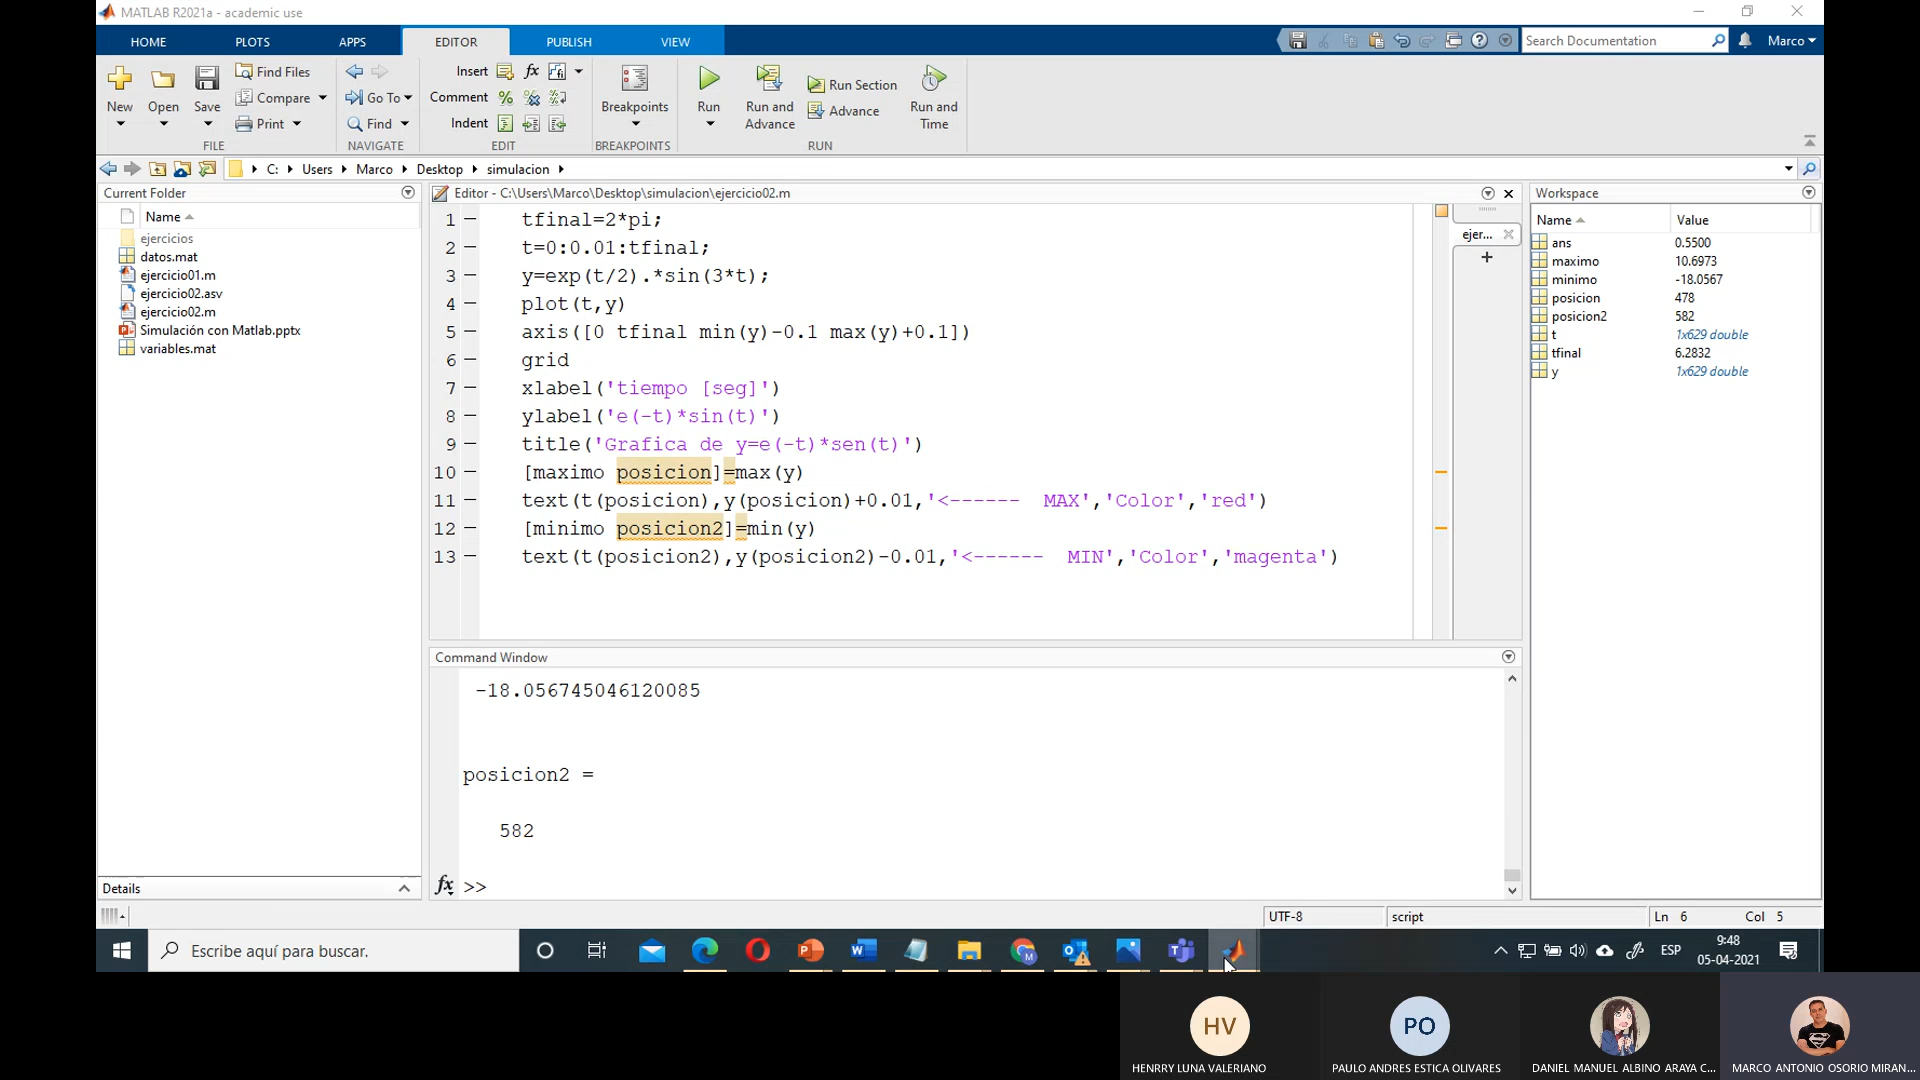 MATLAB R2021a - academic use
HOME PLOTS APPS EDITOR PUBLISH VIEW
Search Documentation
Marco
New
Open
Save
Find Files
Compare
Print
FILE
Go To
Find
NAVIGATE
Insert
Comment
Indent
fx
EDIT
Breakpoints
BREAKPOINTS
Run
Run and Advance
Run Section
Advance
Run and Time
RUN
C: Users Marco Desktop simulacion
Current Folder
Name
ejercicios
datos.mat
ejercicio01.m
ejercicio02.asv
ejercicio02.m
Simulación con Matlab.pptx
variables.mat
Details
Editor - C:\Users\Marco\Desktop\simulacion\ejercicio02.m
ejer...
+
1 — tfinal=2*pi;
2 — t=0:0.01:tfinal;
3 — y=exp(t/2).*sin(3*t);
4 — plot(t,y)
5 — axis([0 tfinal min(y)-0.1 max(y)+0.1])
6 — grid
7 — xlabel('tiempo [seg]')
8 — ylabel('e(-t)*sin(t)')
9 — title('Grafica de y=e(-t)*sen(t)')
10 — [maximo posicion]=max(y)
11 — text(t(posicion),y(posicion)+0.01,'<------  MAX','Color','red')
12 — [minimo posicion2]=min(y)
13 — text(t(posicion2),y(posicion2)-0.01,'<------  MIN','Color','magenta')
Command Window
-18.056745046120085
posicion2 =
582
fx >>
Workspace
Name Value
ans 0.5500
maximo 10.6973
minimo -18.0567
posicion 478
posicion2 582
t 1x629 double
tfinal 6.2832
y 1x629 double
UTF-8 script Ln 6 Col 5
Escribe aquí para buscar.
ESP
9:48
05-04-2021
HV
HENRRY LUNA VALERIANO
PO
PAULO ANDRES ESTICA OLIVARES
DANIEL MANUEL ALBINO ARAYA C...
MARCO ANTONIO OSORIO MIRAN...